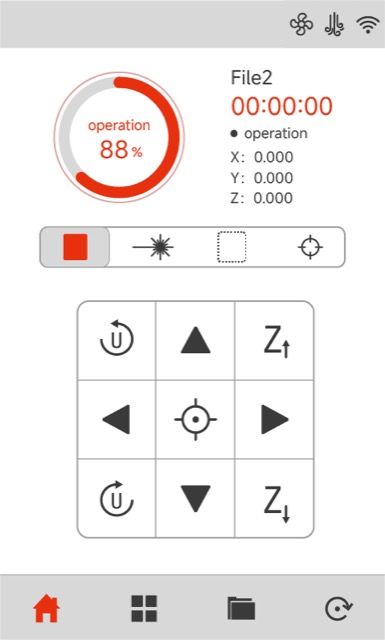 File2
operation
88%
00:00:00
operation
X: 0.000
Y: 0.000
Z: 0.000
U
Z
U
Z